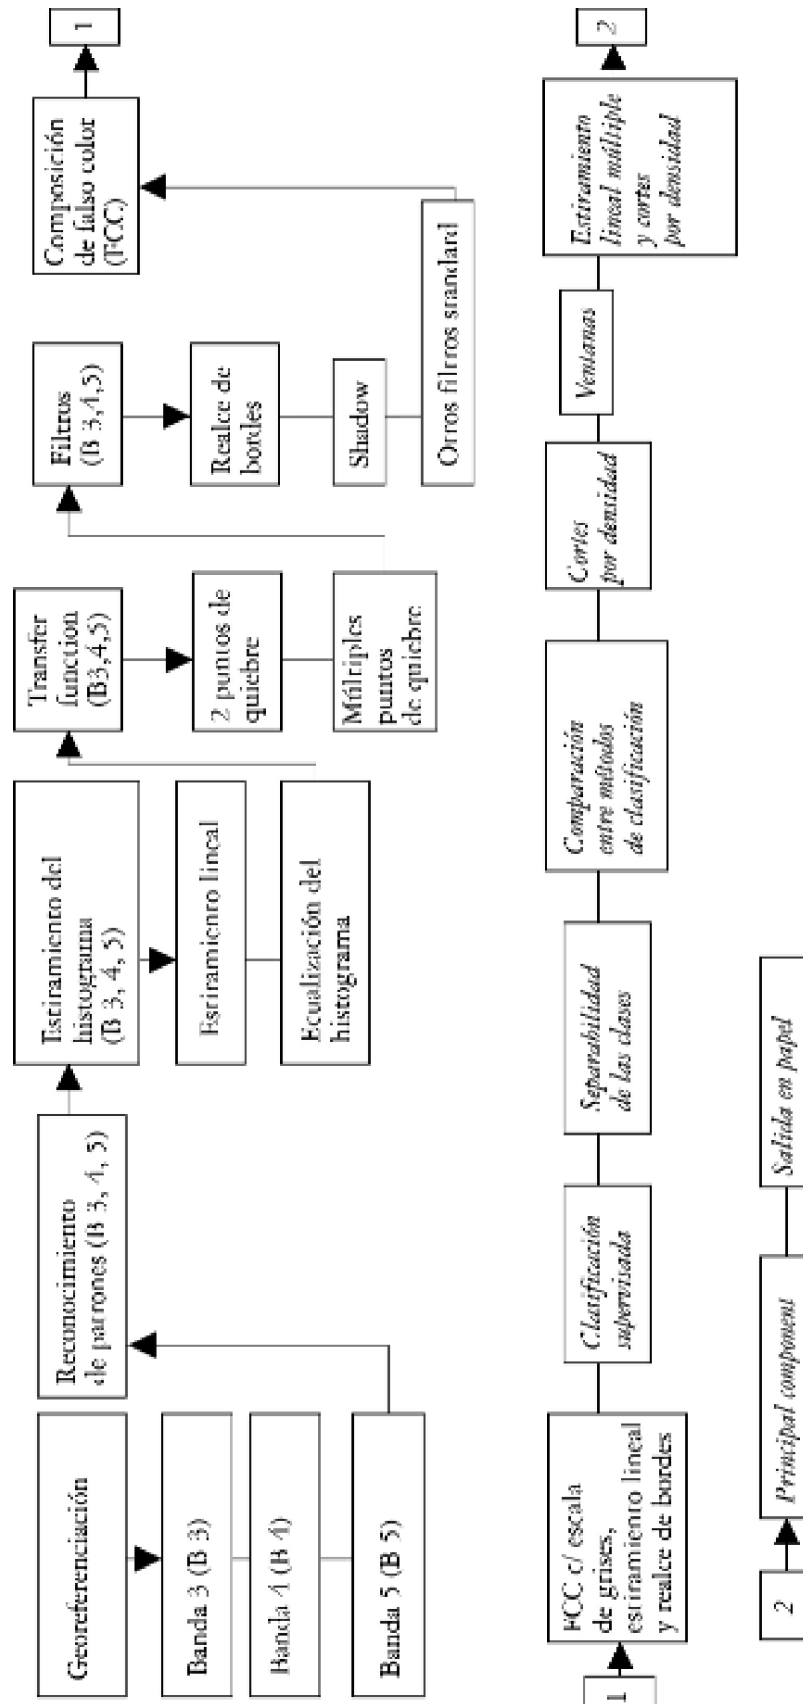 Georeferenciación
Banda 3 (B 3)
Banda 4 (B 4)
Banda 5 (B 5)
Reconocimiento
de patrones (B 3, 4, 5)
Estiramiento del
histograma
(B 3, 4, 5)
Estiramiento lineal
Ecualización del
histograma
Transfer
function
(B3,4,5)
2 puntos de
quiebre
Múltiples
puntos
de quiebre
Filtros
(B 3,4,5)
Realce de
bordes
Shadow
Otros filtros standard
Composición
de falso color
(FCC)
1
1
FCC c/ escala
de grises,
estiramiento lineal
y realce de bordes
Clasificación
supervisada
Separabilidad
de las clases
Comparación
entre métodos
de clasificación
Cortes
por densidad
Ventanas
Estiramiento
lineal múltiple
y cortes
por densidad
2
2
Principal component
Salida en papel